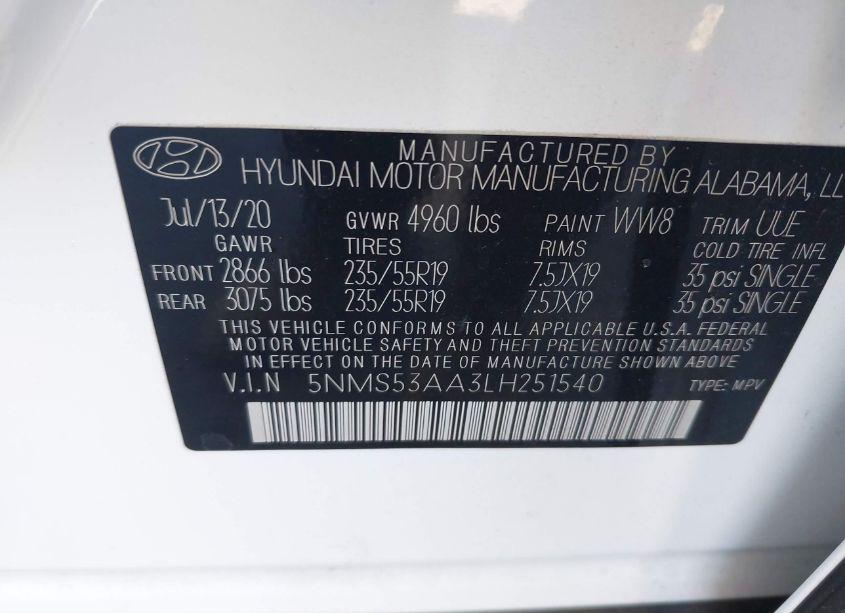 MANUFACTURED BY
HYUNDAI MOTOR MANUFACTURING ALABAMA, LL
Jul/13/20 GVWR 4960 lbs PAINT WW8 TRIM UUE
GAWR TIRES RIMS COLD TIRE INFL
FRONT 2866 lbs 235/55R19 7.5JX19 35 psi SINGLE
REAR 3075 lbs 235/55R19 7.5JX19 35 psi SINGLE
THIS VEHICLE CONFORMS TO ALL APPLICABLE U.S.A. FEDERAL
MOTOR VEHICLE SAFETY AND THEFT PREVENTION STANDARDS
IN EFFECT ON THE DATE OF MANUFACTURE SHOWN ABOVE
V.I.N 5NMS53AA3LH251540 TYPE: MPV